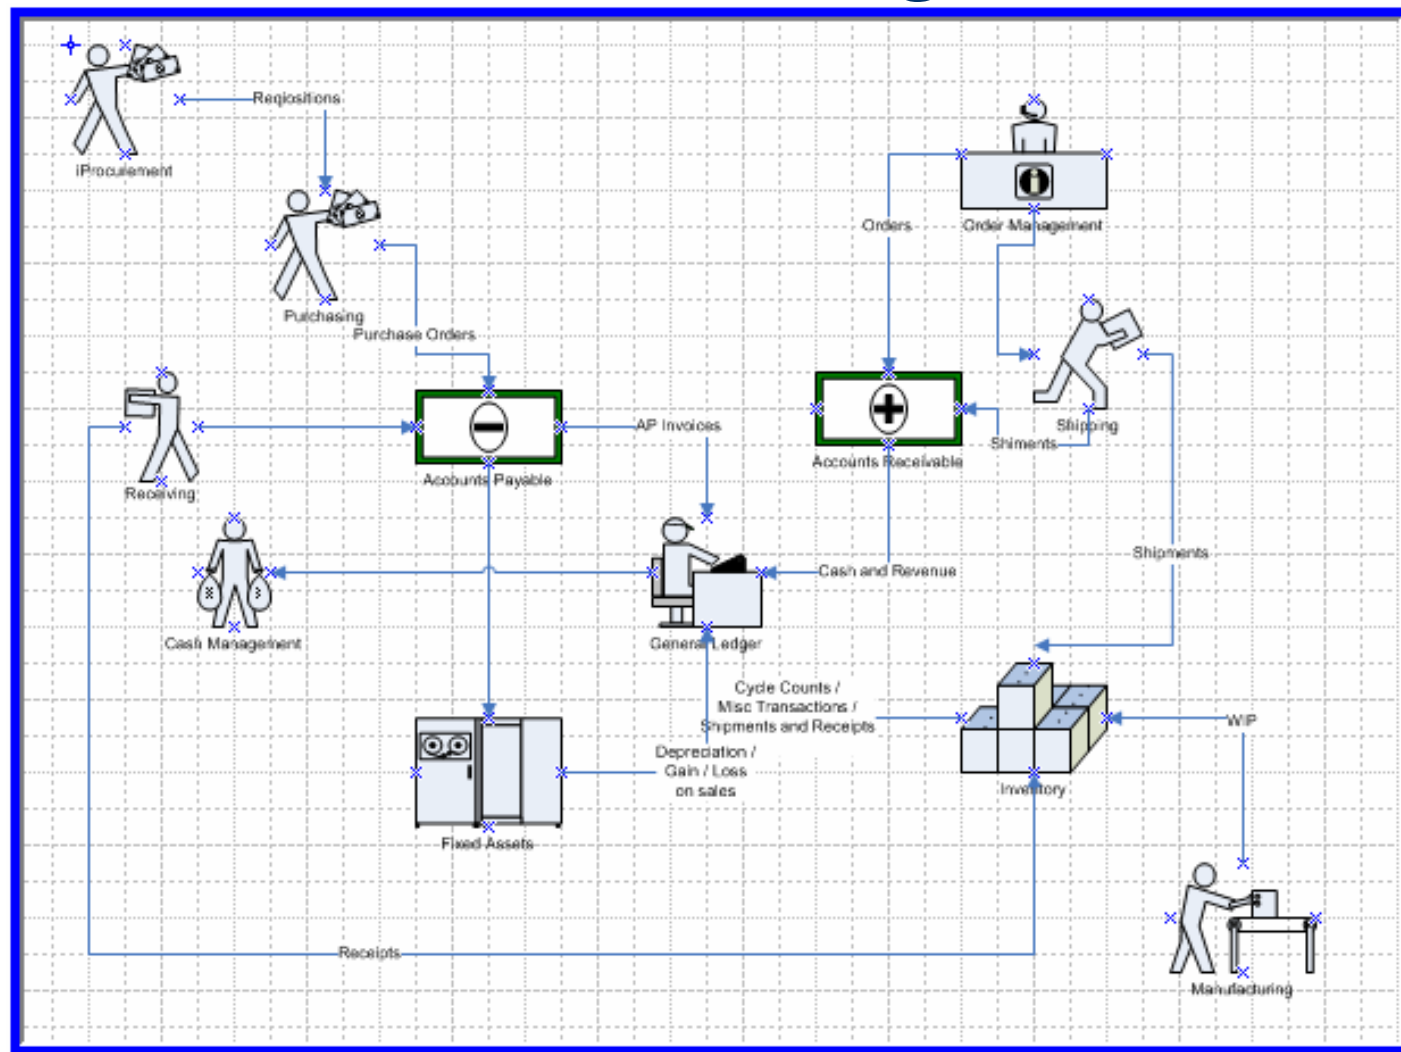 iProcurement
Reqiositions
Purchasing
Purchase Orders
Order Management
Orders
Shipping
Shiments
Accounts Receivable
Receiving
Accounts Payable
AP Invoices
Cash Management
General Ledger
Cash and Revenue
Shipments
Cycle Counts /
Misc Transactions /
Shipments and Receipts
Depreciation /
Gain / Loss
on sales
Fixed Assets
Inventory
WIP
Receipts
Manufacturing